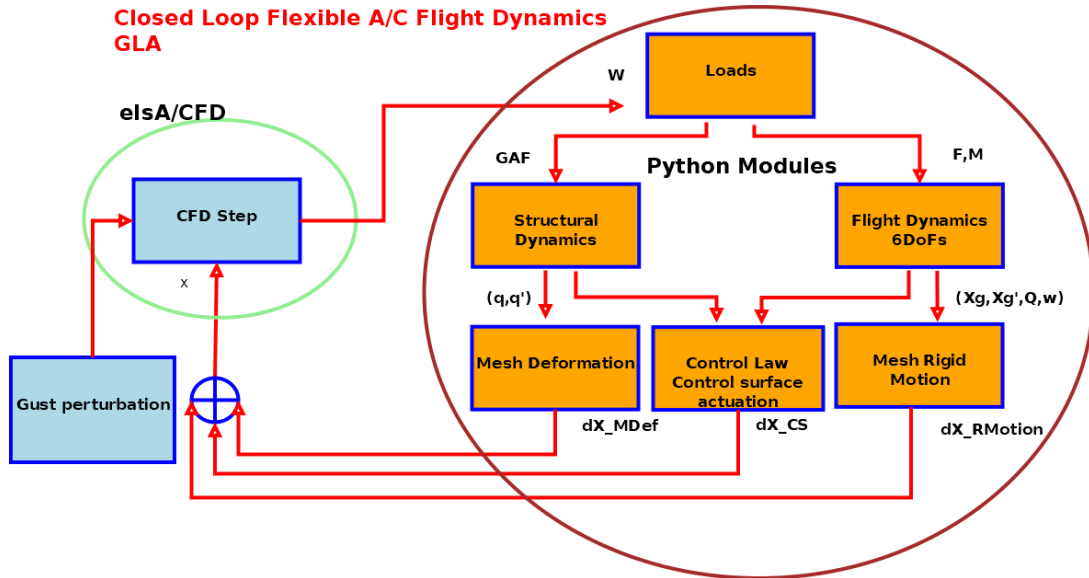 Closed Loop Flexible A/C Flight Dynamics
GLA
Loads
W
elsA/CFD
GAF
F,M
Python Modules
CFD Step
Structural
Dynamics
Flight Dynamics
6DoFs
x
(q,q')
(Xg,Xg',Q,w)
Gust perturbation
Mesh Deformation
Control Law
Control surface
actuation
Mesh Rigid
Motion
dX_MDef
dX_CS
dX_RMotion